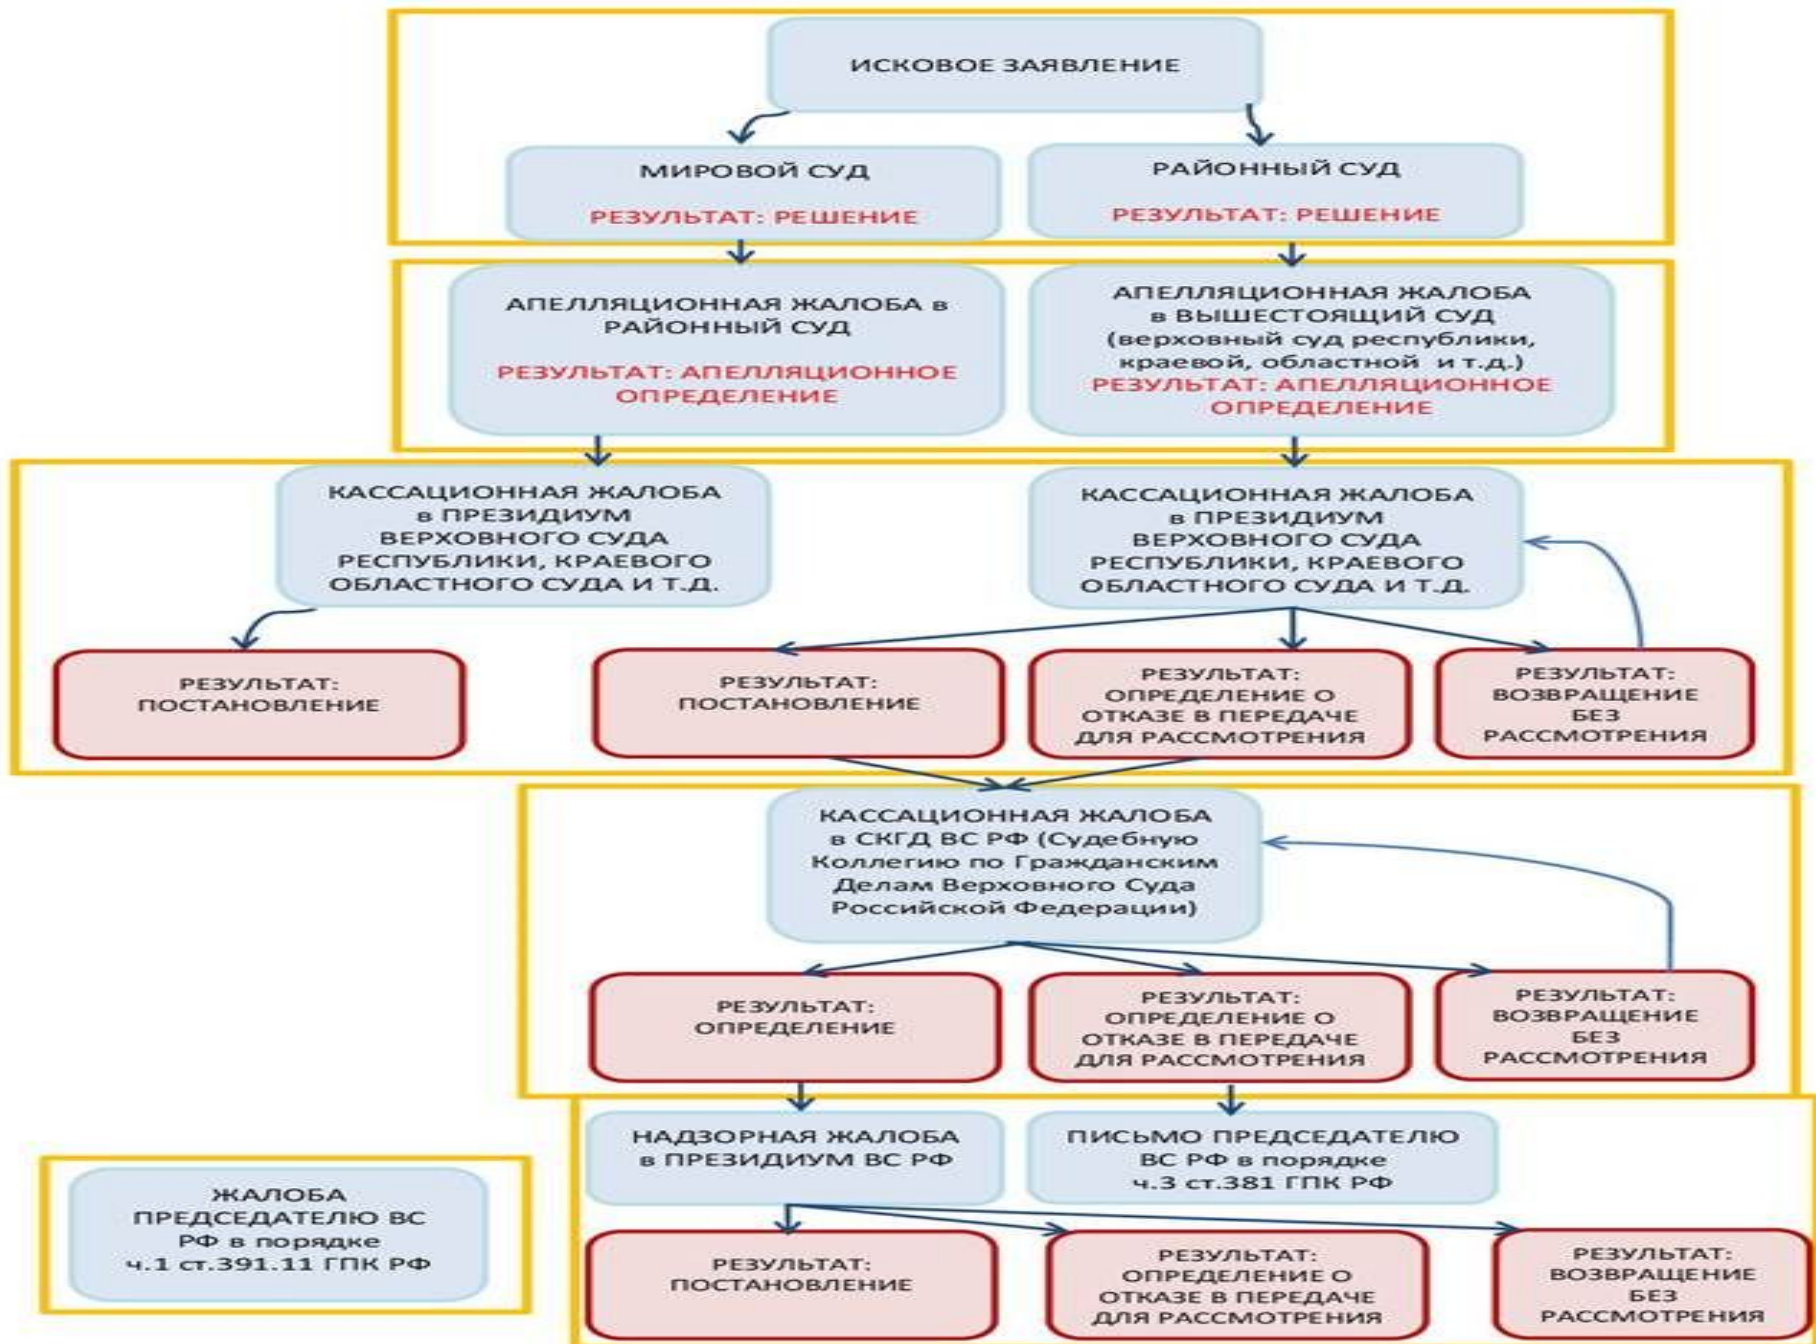 ИСКОВОЕ ЗАЯВЛЕНИЕ
МИРОВОЙ СУД
РЕЗУЛЬТАТ: РЕШЕНИЕ
РАЙОННЫЙ СУД
РЕЗУЛЬТАТ: РЕШЕНИЕ
АПЕЛЛЯЦИОННАЯ ЖАЛОБА в
РАЙОННЫЙ СУД
РЕЗУЛЬТАТ: АПЕЛЛЯЦИОННОЕ
ОПРЕДЕЛЕНИЕ
АПЕЛЛЯЦИОННАЯ ЖАЛОБА
в ВЫШЕСТОЯЩИЙ СУД
(верховный суд республики,
краевой, областной и т.д.)
РЕЗУЛЬТАТ: АПЕЛЛЯЦИОННОЕ
ОПРЕДЕЛЕНИЕ
КАССАЦИОННАЯ ЖАЛОБА
в ПРЕЗИДИУМ
ВЕРХОВНОГО СУДА
РЕСПУБЛИКИ, КРАЕВОГО
ОБЛАСТНОГО СУДА И Т.Д.
КАССАЦИОННАЯ ЖАЛОБА
в ПРЕЗИДИУМ
ВЕРХОВНОГО СУДА
РЕСПУБЛИКИ, КРАЕВОГО
ОБЛАСТНОГО СУДА И Т.Д.
РЕЗУЛЬТАТ:
ПОСТАНОВЛЕНИЕ
РЕЗУЛЬТАТ:
ПОСТАНОВЛЕНИЕ
РЕЗУЛЬТАТ:
ОПРЕДЕЛЕНИЕ О
ОТКАЗЕ В ПЕРЕДАЧЕ
ДЛЯ РАССМОТРЕНИЯ
РЕЗУЛЬТАТ:
ВОЗВРАЩЕНИЕ
БЕЗ
РАССМОТРЕНИЯ
КАССАЦИОННАЯ ЖАЛОБА
в СКГД ВС РФ (Судебную
Коллегию по Гражданским
Делам Верховного Суда
Российской Федерации)
РЕЗУЛЬТАТ:
ОПРЕДЕЛЕНИЕ
РЕЗУЛЬТАТ:
ОПРЕДЕЛЕНИЕ О
ОТКАЗЕ В ПЕРЕДАЧЕ
ДЛЯ РАССМОТРЕНИЯ
РЕЗУЛЬТАТ:
ВОЗВРАЩЕНИЕ
БЕЗ
РАССМОТРЕНИЯ
НАДЗОРНАЯ ЖАЛОБА
в ПРЕЗИДИУМ ВС РФ
ПИСЬМО ПРЕДСЕДАТЕЛЮ
ВС РФ в порядке
ч.3 ст.381 ГПК РФ
ЖАЛОБА
ПРЕДСЕДАТЕЛЮ ВС
РФ в порядке
ч.1 ст.391.11 ГПК РФ
РЕЗУЛЬТАТ:
ПОСТАНОВЛЕНИЕ
РЕЗУЛЬТАТ:
ОПРЕДЕЛЕНИЕ О
ОТКАЗЕ В ПЕРЕДАЧЕ
ДЛЯ РАССМОТРЕНИЯ
РЕЗУЛЬТАТ:
ВОЗВРАЩЕНИЕ
БЕЗ
РАССМОТРЕНИЯ